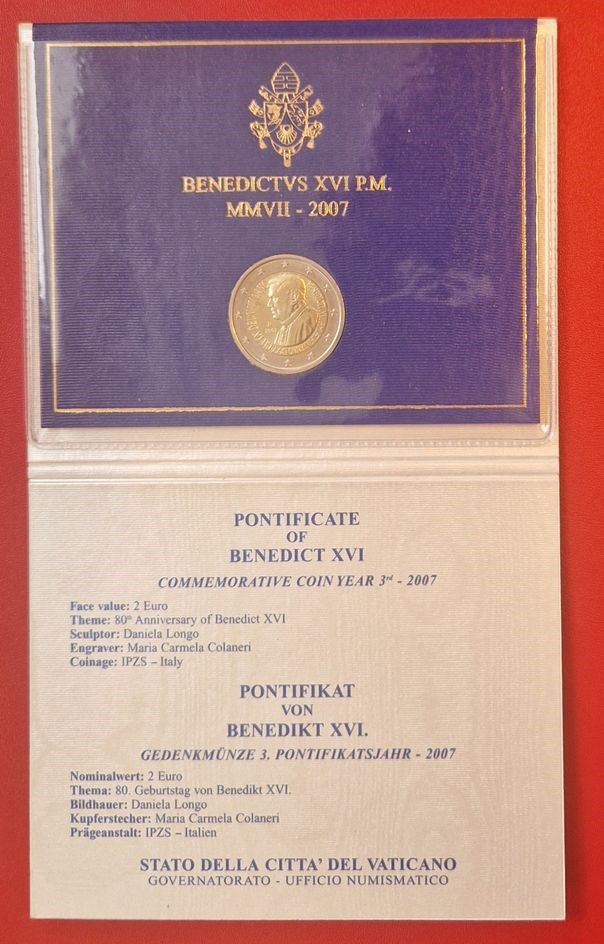 BENEDICTVS XVI P.M.
MMVII - 2007
PONTIFICATE
OF
BENEDICT XVI
COMMEMORATIVE COIN YEAR 3rd - 2007
Face value: 2 Euro
Theme: 80th Anniversary of Benedict XVI
Sculptor: Daniela Longo
Engraver: Maria Carmela Colaneri
Coinage: IPZS – Italy
PONTIFIKAT
VON
BENEDIKT XVI.
GEDENKMÜNZE 3. PONTIFIKATSJAHR - 2007
Nominalwert: 2 Euro
Thema: 80. Geburtstag von Benedikt XVI.
Bildhauer: Daniela Longo
Kupferstecher: Maria Carmela Colaneri
Prägeanstalt: IPZS – Italien
STATO DELLA CITTA' DEL VATICANO
GOVERNATORATO - UFFICIO NUMISMATICO